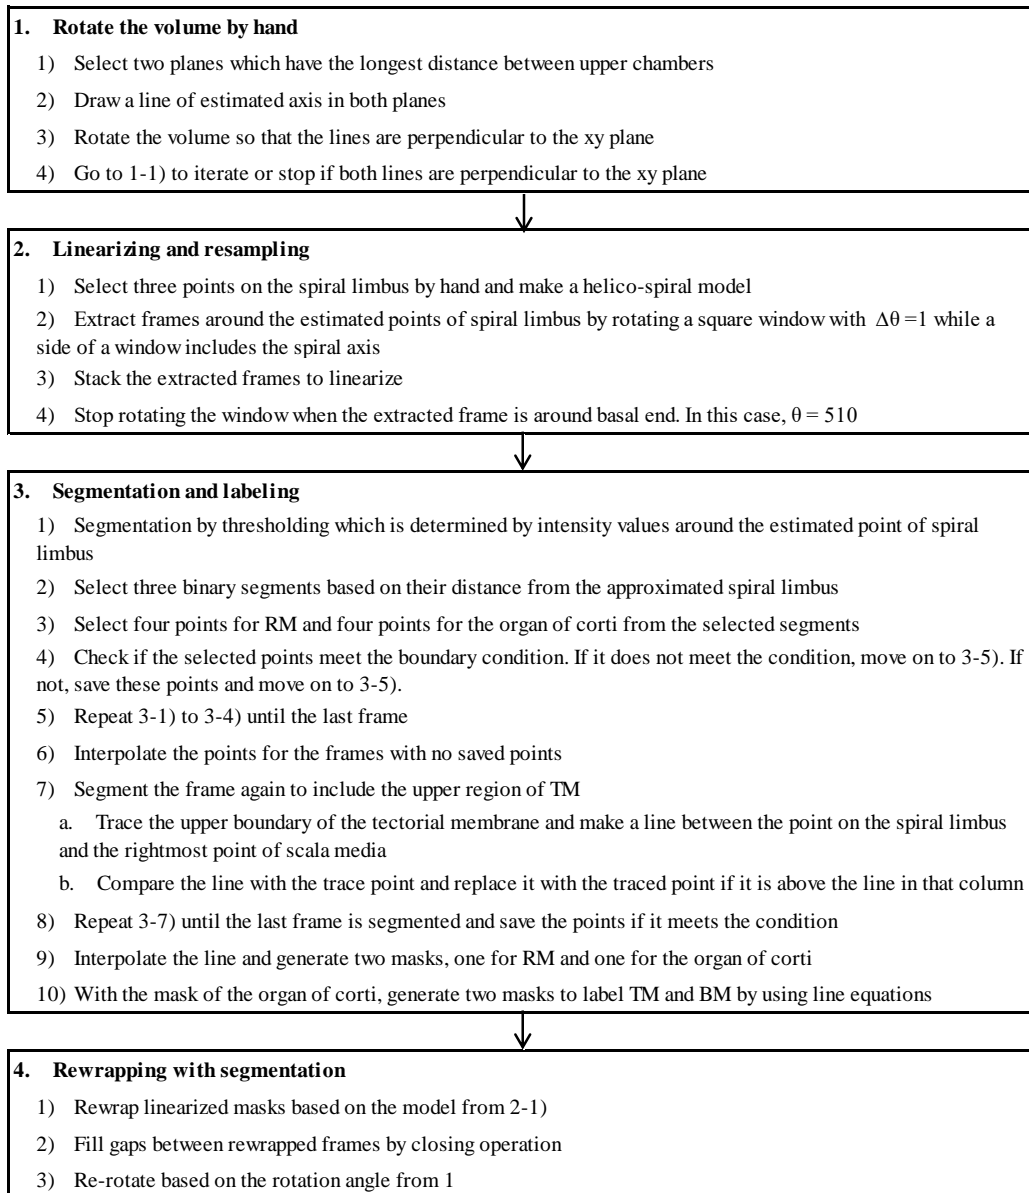 1. Rotate the volume by hand
1) Select two planes which have the longest distance between upper chambers
2) Draw a line of estimated axis in both planes
3) Rotate the volume so that the lines are perpendicular to the xy plane
4) Go to 1-1) to iterate or stop if both lines are perpendicular to the xy plane
2. Linearizing and resampling
1) Select three points on the spiral limbus by hand and make a helico-spiral model
2) Extract frames around the estimated points of spiral limbus by rotating a square window with Δθ =1 while a
side of a window includes the spiral axis
3) Stack the extracted frames to linearize
4) Stop rotating the window when the extracted frame is around basal end. In this case, θ = 510
3. Segmentation and labeling
1) Segmentation by thresholding which is determined by intensity values around the estimated point of spiral
limbus
2) Select three binary segments based on their distance from the approximated spiral limbus
3) Select four points for RM and four points for the organ of corti from the selected segments
4) Check if the selected points meet the boundary condition. If it does not meet the condition, move on to 3-5). If
not, save these points and move on to 3-5).
5) Repeat 3-1) to 3-4) until the last frame
6) Interpolate the points for the frames with no saved points
7) Segment the frame again to include the upper region of TM
a. Trace the upper boundary of the tectorial membrane and make a line between the point on the spiral limbus
and the rightmost point of scala media
b. Compare the line with the trace point and replace it with the traced point if it is above the line in that column
8) Repeat 3-7) until the last frame is segmented and save the points if it meets the condition
9) Interpolate the line and generate two masks, one for RM and one for the organ of corti
10) With the mask of the organ of corti, generate two masks to label TM and BM by using line equations
4. Rewrapping with segmentation
1) Rewrap linearized masks based on the model from 2-1)
2) Fill gaps between rewrapped frames by closing operation
3) Re-rotate based on the rotation angle from 1